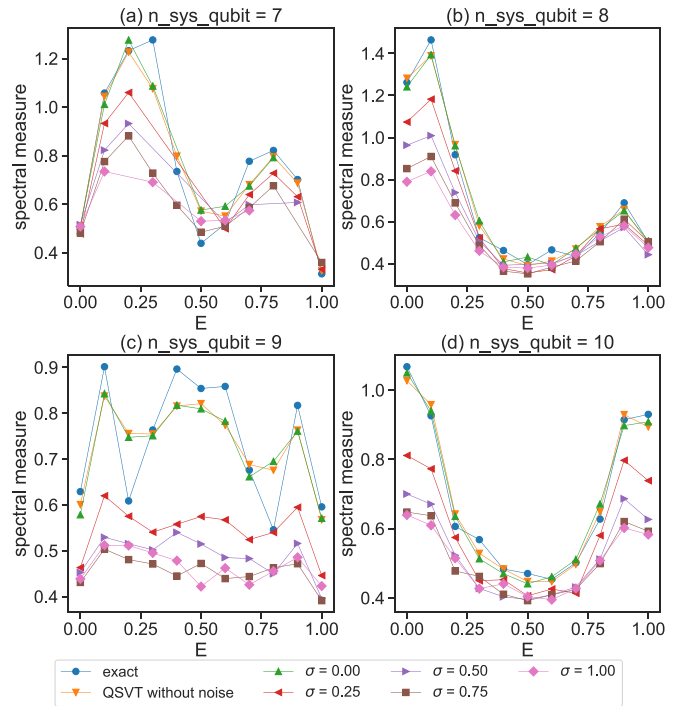 (a) n_sys_qubit = 7
(b) n_sys_qubit = 8
spectral measure
1.2
1.0
0.8
0.6
0.4
0.00 0.25 0.50 0.75 1.00
E
spectral measure
1.4
1.2
1.0
0.8
0.6
0.4
0.00 0.25 0.50 0.75 1.00
E
(c) n_sys_qubit = 9
(d) n_sys_qubit = 10
spectral measure
0.9
0.8
0.7
0.6
0.5
0.4
0.00 0.25 0.50 0.75 1.00
E
spectral measure
1.0
0.8
0.6
0.4
0.00 0.25 0.50 0.75 1.00
E
exact
QSVT without noise
σ = 0.00
σ = 0.25
σ = 0.50
σ = 0.75
σ = 1.00